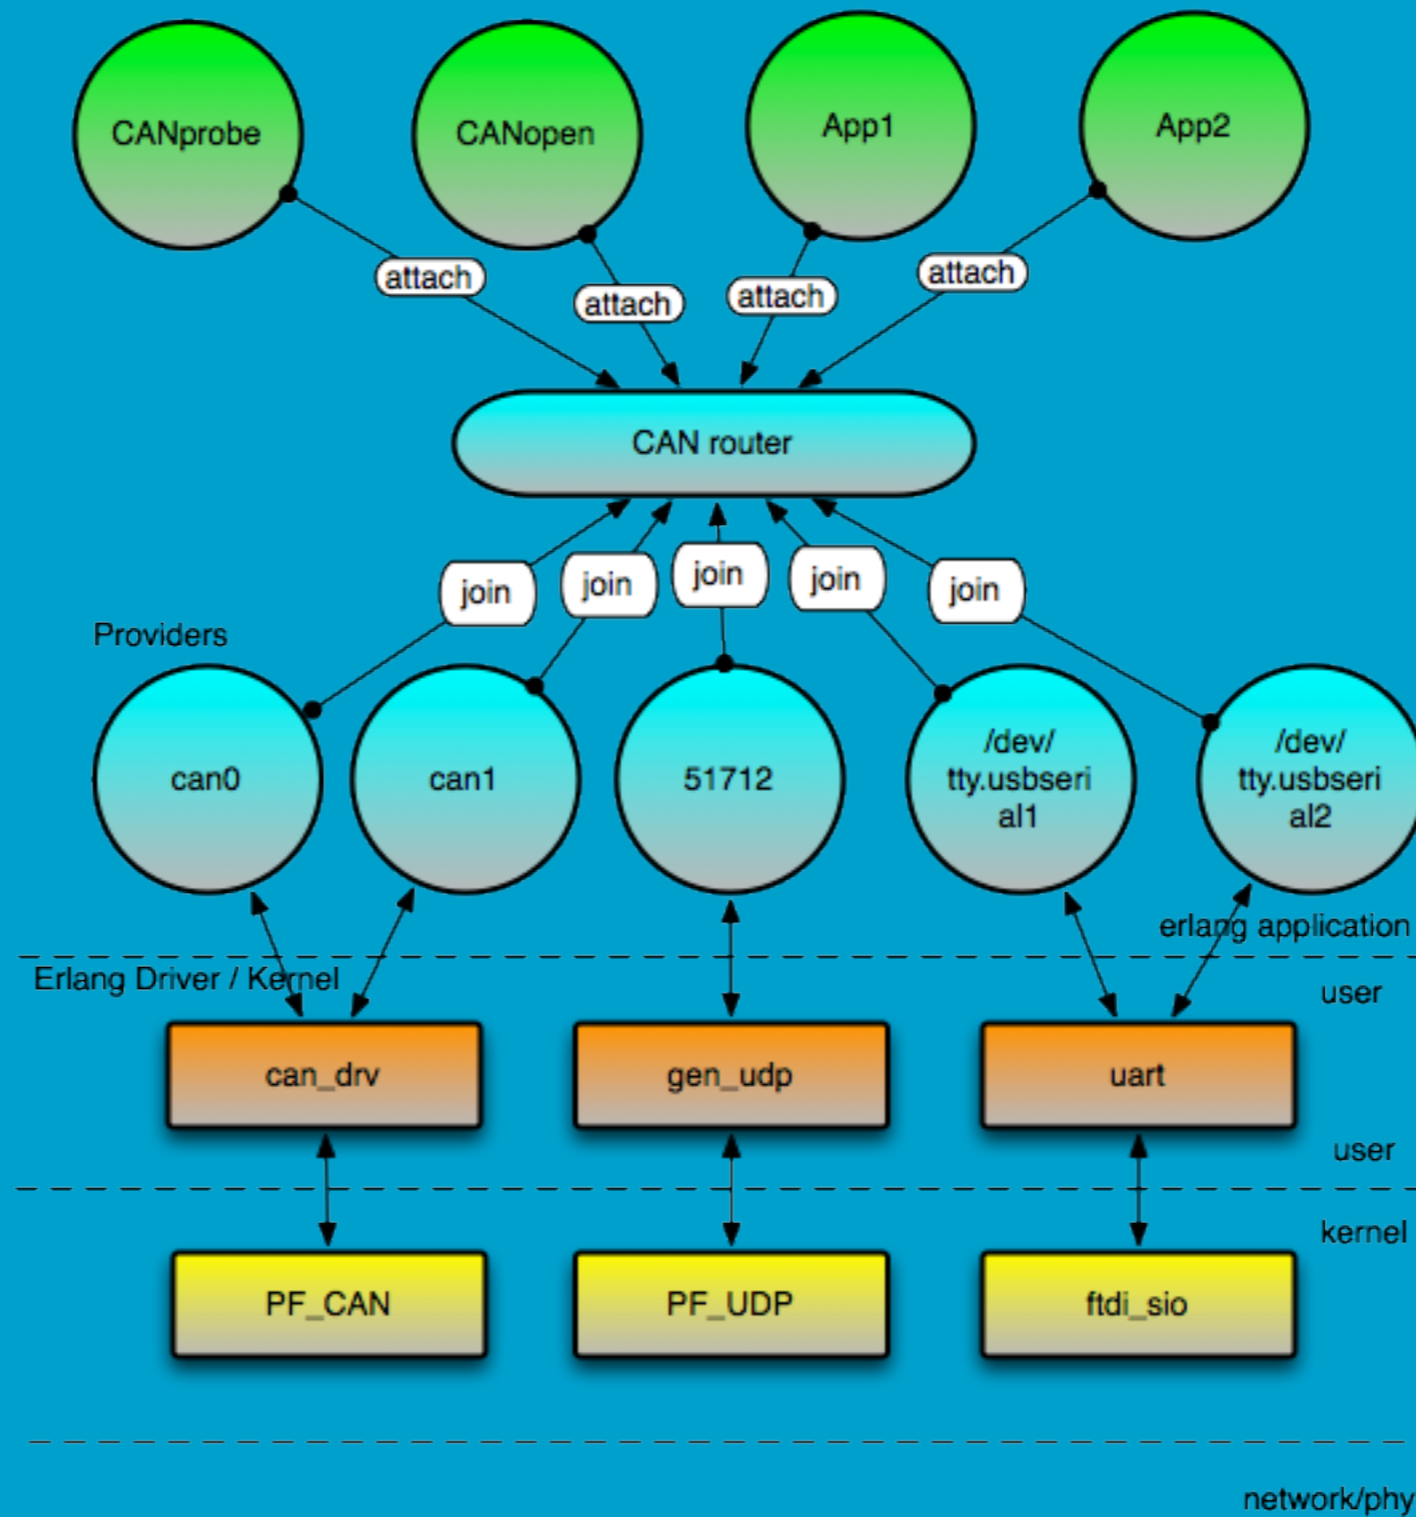 CANprobe
CANopen
App1
App2
attach
attach
attach
attach
CAN router
join
join
join
join
join
Providers
can0
can1
51712
/dev/
tty.usbseri
al1
/dev/
tty.usbseri
al2
erlang application
Erlang Driver / Kernel
user
can_drv
gen_udp
uart
user
kernel
PF_CAN
PF_UDP
ftdi_sio
network/phy